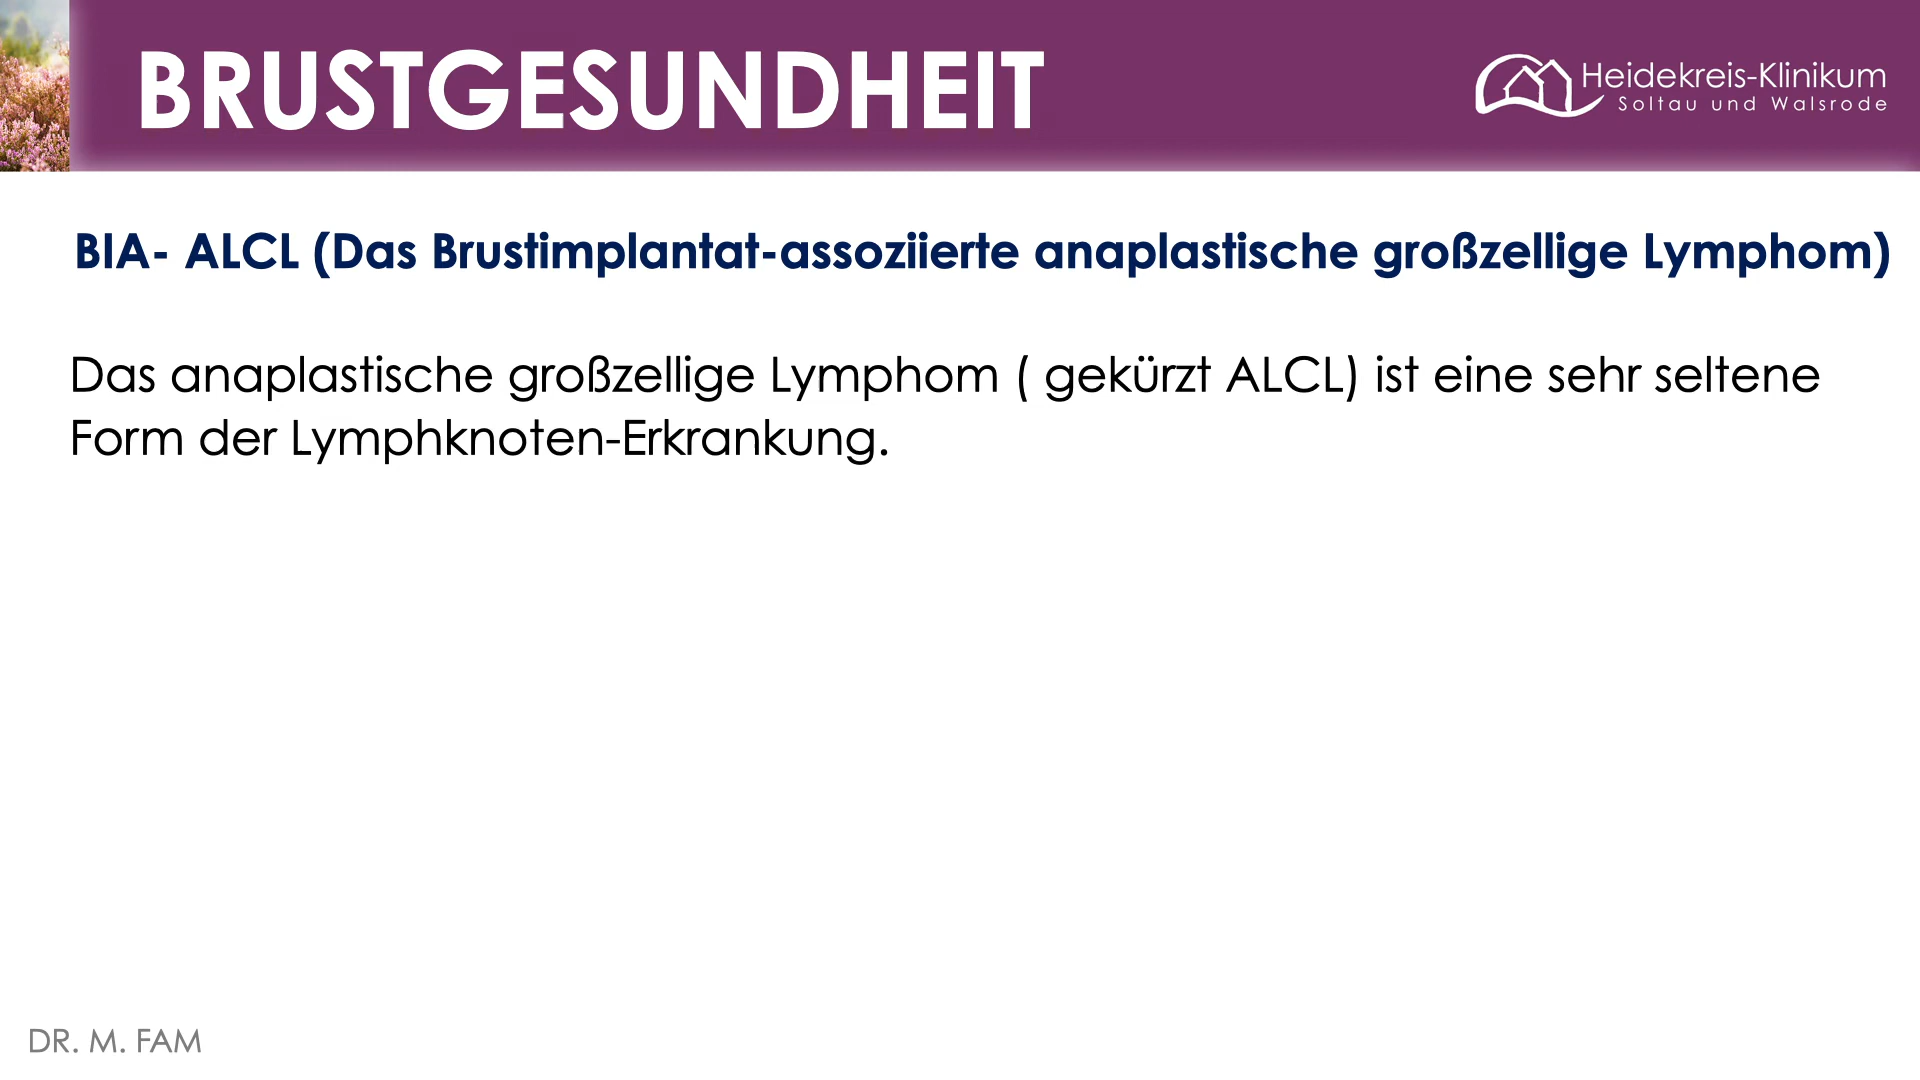 BRUSTGESUNDHEIT
Heidekreis-Klinikum
Soltau und Walsrode
BIA- ALCL (Das Brustimplantat-assoziierte anaplastische großzellige Lymphom)
Das anaplastische großzellige Lymphom ( gekürzt ALCL) ist eine sehr seltene
Form der Lymphknoten-Erkrankung.
DR. M. FAM